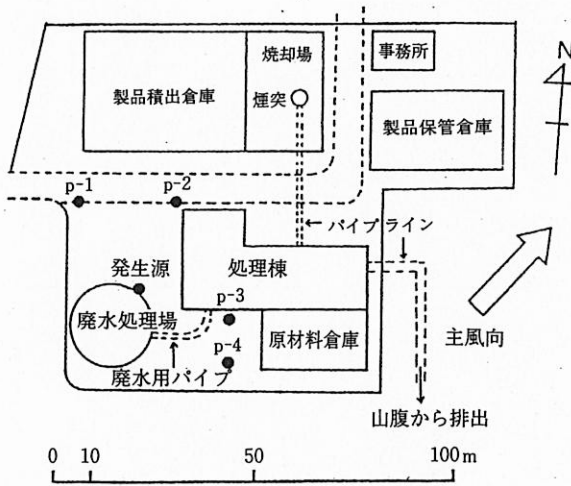 焼却場
事務所
N
製品積出倉庫
煙突
製品保管倉庫
p-1
p-2
パイプライン
発生源
処理棟
p-3
廃水処理場
原材料倉庫
主風向
p-4
廃水用パイプ
山腹から排出
0 10 50 100m